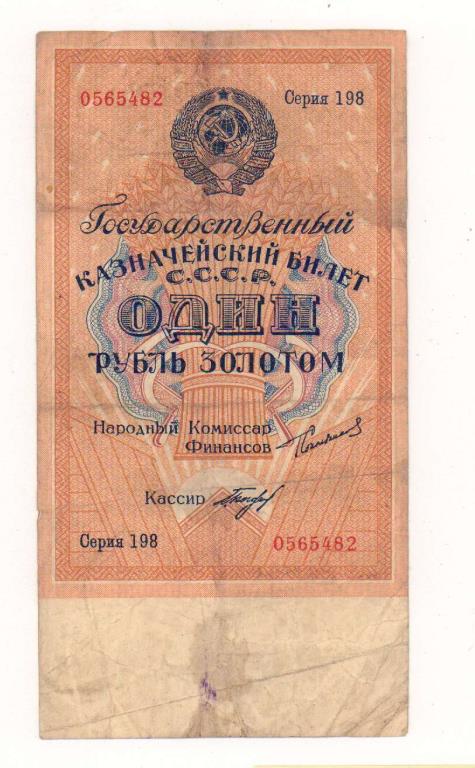 0565482 Серия 198
Государственный
КАЗНАЧЕЙСКИЙ БИЛЕТ
С.С.С.Р.
ОДИН
РУБЛЬ ЗОЛОТОМ
Народный Комиссар
Финансов
Кассир
Серия 198 0565482